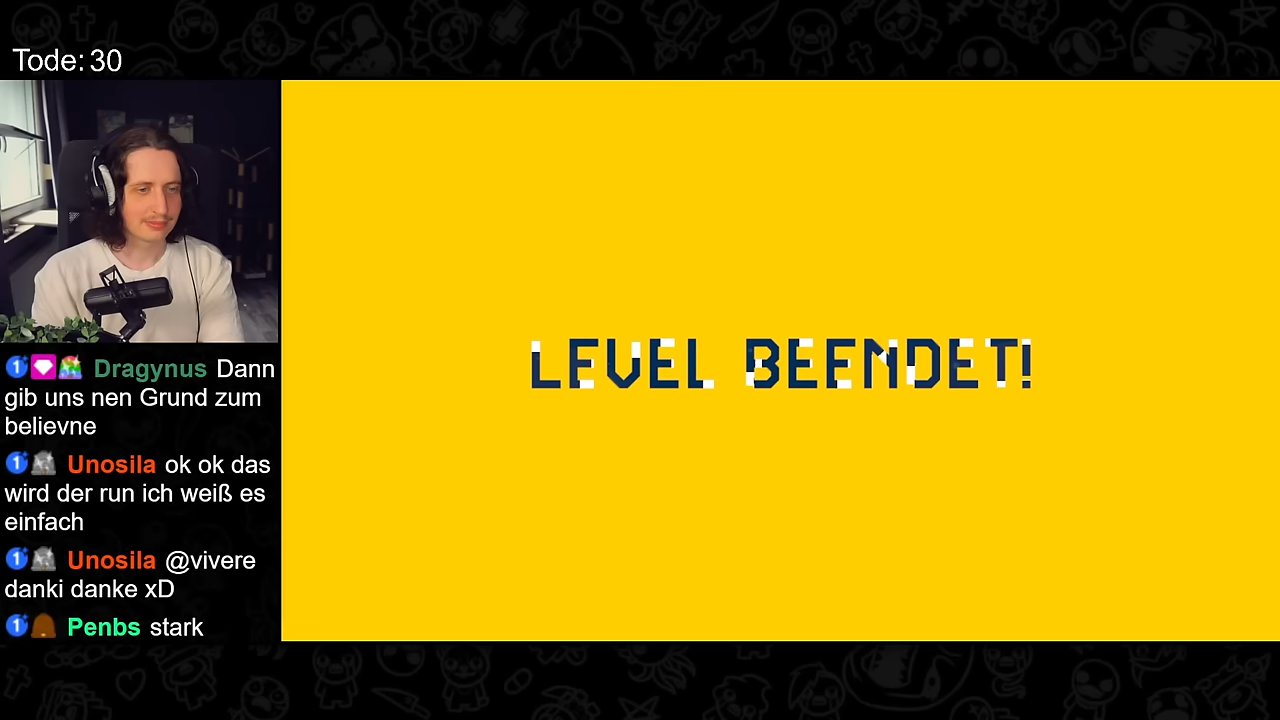 Tode: 30
LEVEL BEENDET!
Dragynus Dann
gib uns nen Grund zum
believne
Unosila ok ok das
wird der run ich weiß es
einfach
Unosila @vivere
danki danke xD
Penbs stark